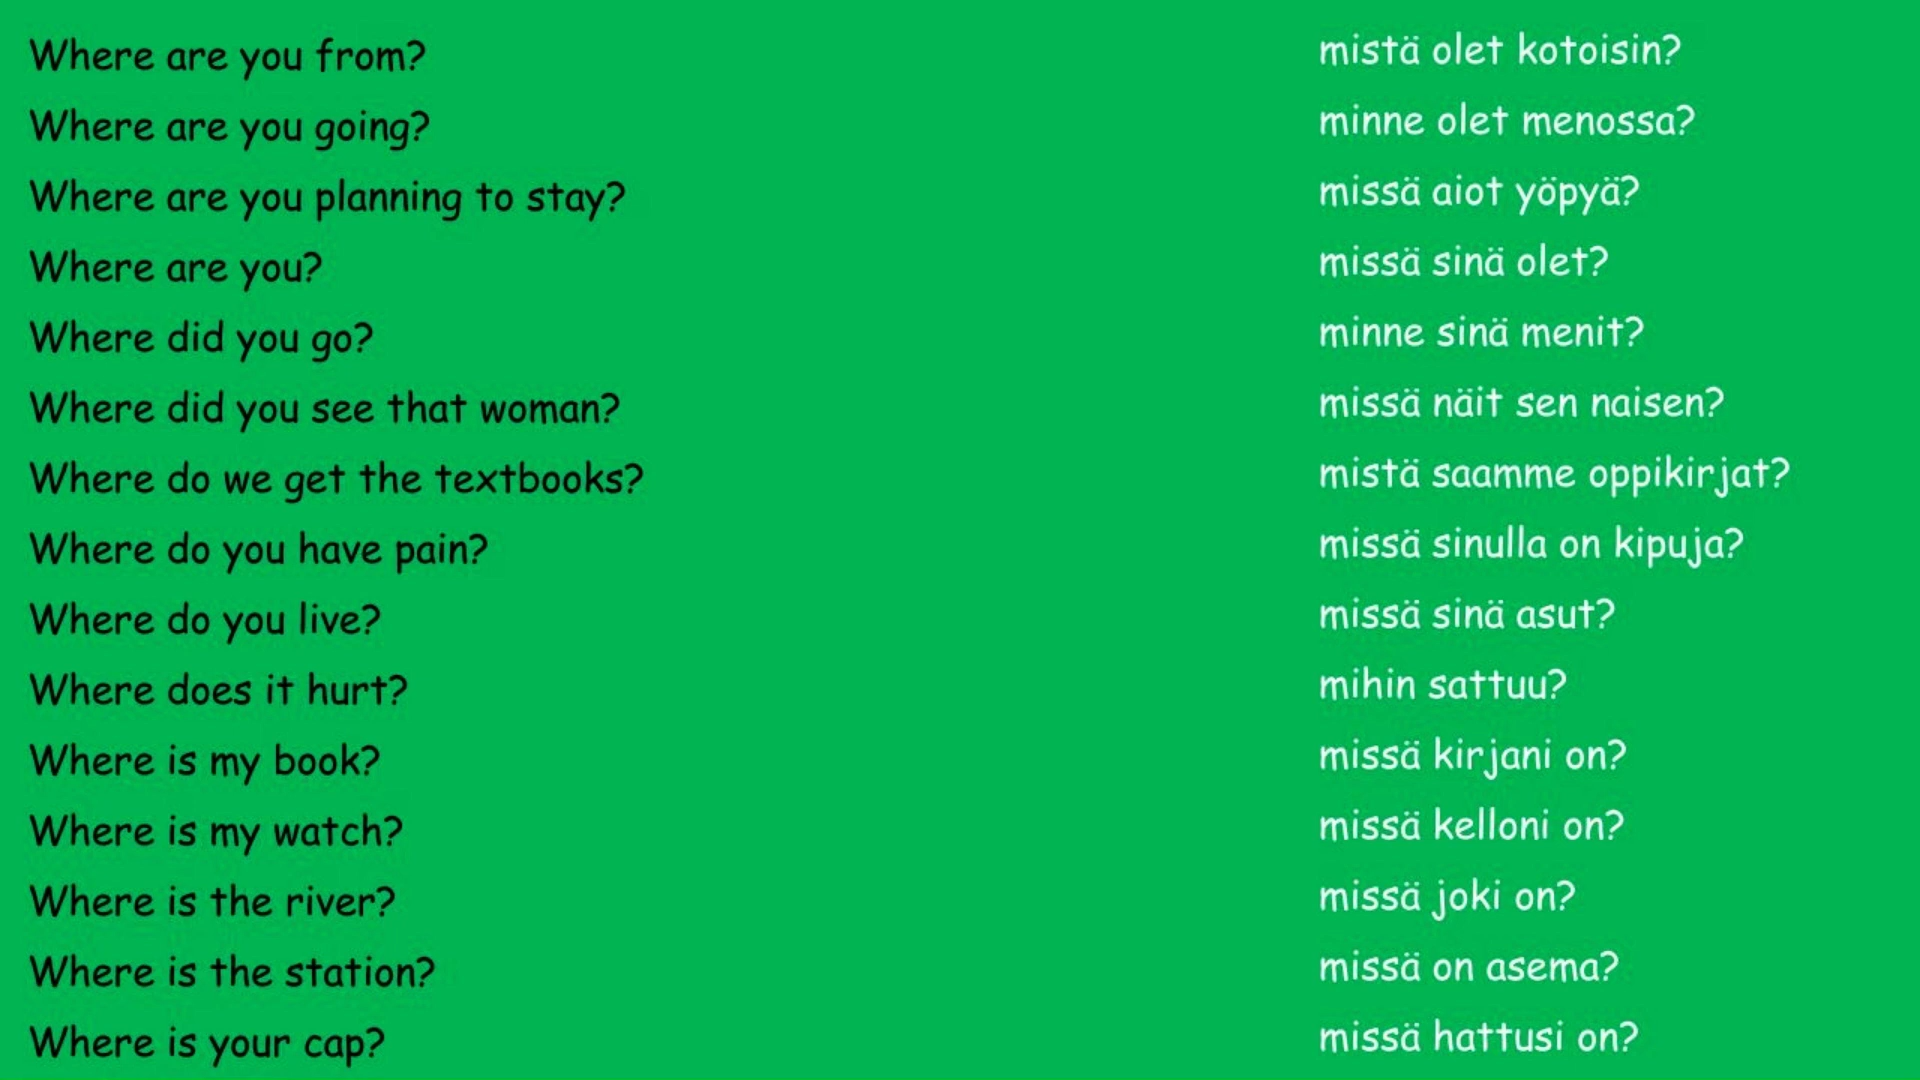 Where are you from? mistä olet kotoisin?
Where are you going? minne olet menossa?
Where are you planning to stay? missä aiot yöpyä?
Where are you? missä sinä olet?
Where did you go? minne sinä menit?
Where did you see that woman? missä näit sen naisen?
Where do we get the textbooks? mistä saamme oppikirjat?
Where do you have pain? missä sinulla on kipuja?
Where do you live? missä sinä asut?
Where does it hurt? mihin sattuu?
Where is my book? missä kirjani on?
Where is my watch? missä kelloni on?
Where is the river? missä joki on?
Where is the station? missä on asema?
Where is your cap? missä hattusi on?